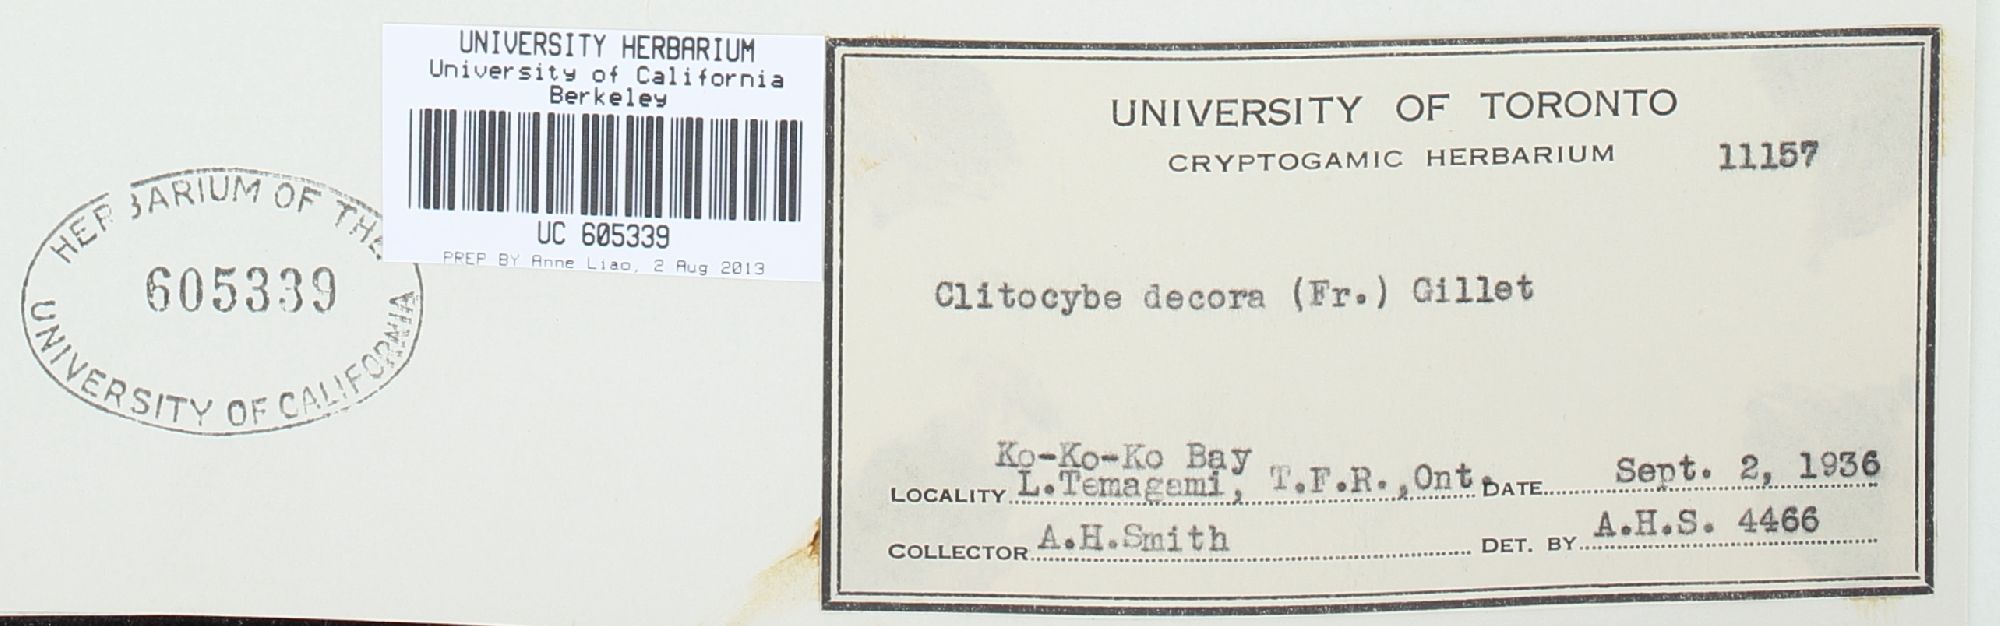 UNIVERSITY HERBARIUM
University of California
Berkeley
UC 605339
PREP BY Anne Liao, 2 Aug 2013
HERBARIUM OF THE
605339
UNIVERSITY OF CALIFORNIA
UNIVERSITY OF TORONTO
CRYPTOGAMIC HERBARIUM 11157
Clitocybe decora (Fr.) Gillet
Ko-Ko-Ko Bay
LOCALITY L.Temagami, T.F.R.,Ont. DATE Sept. 2, 1936
COLLECTOR A.H.Smith DET. BY A.H.S. 4466